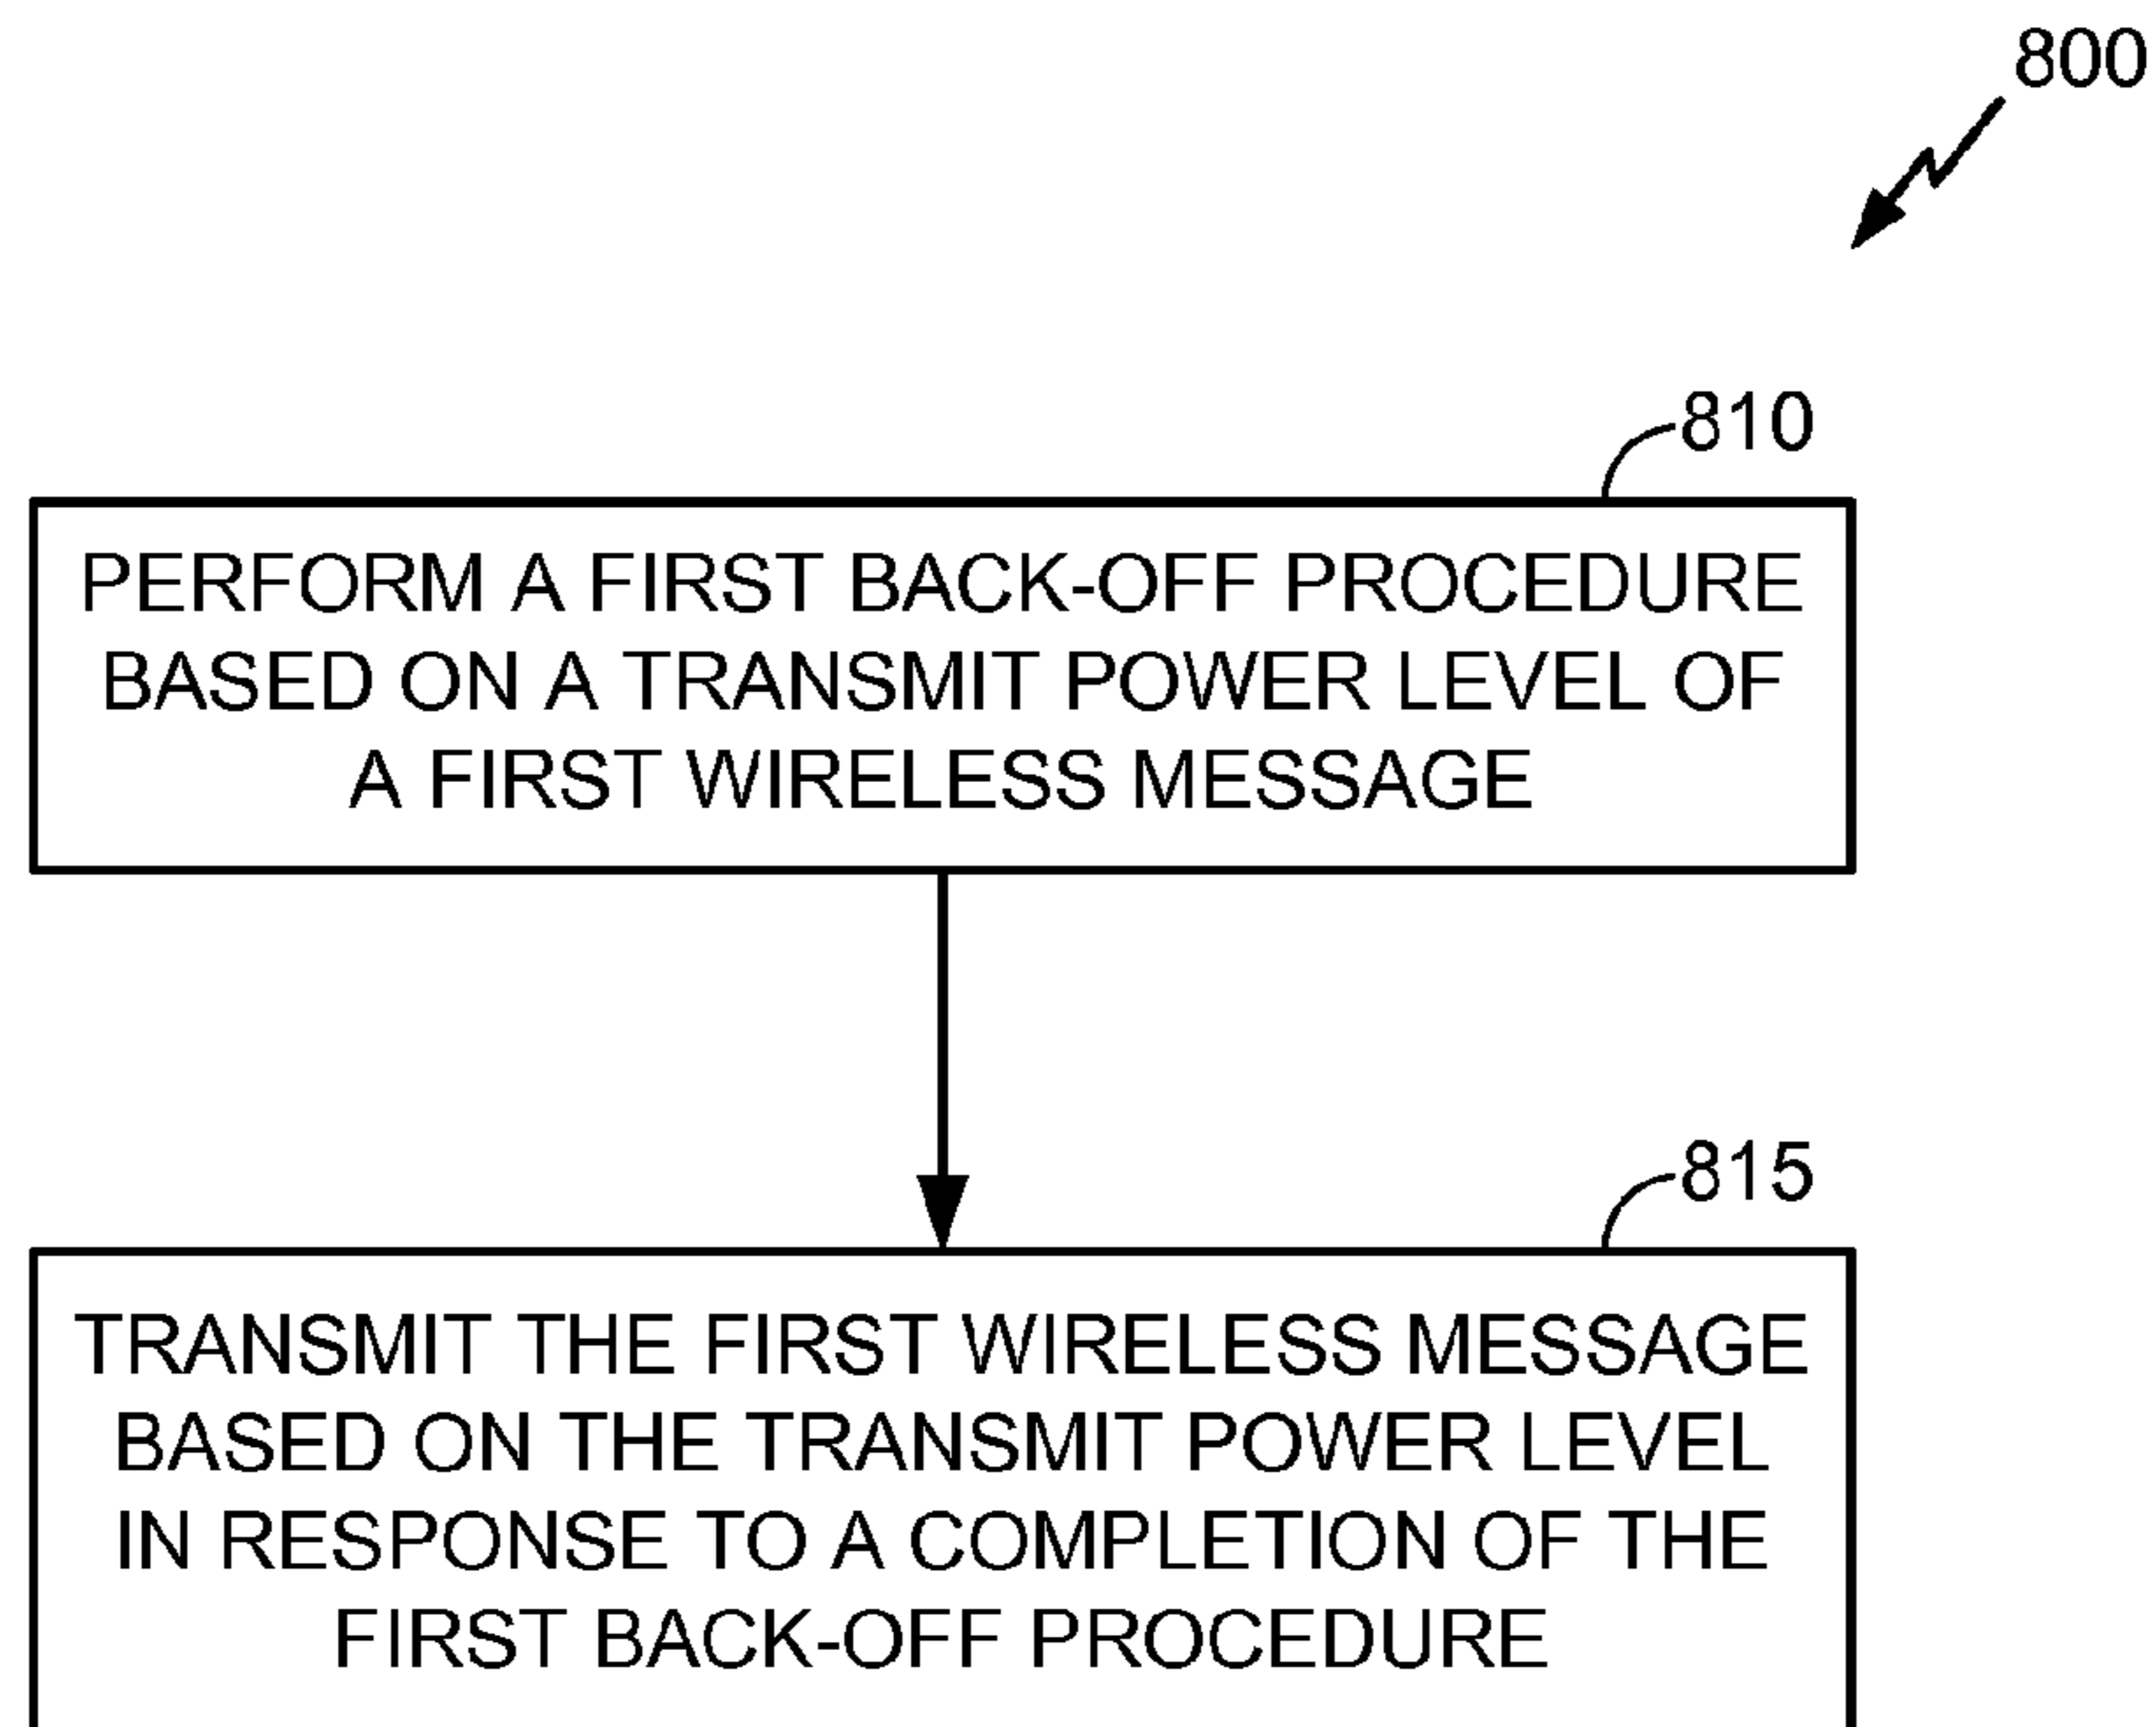 800
810
PERFORM A FIRST BACK-OFF PROCEDURE
BASED ON A TRANSMIT POWER LEVEL OF
A FIRST WIRELESS MESSAGE
815
TRANSMIT THE FIRST WIRELESS MESSAGE
BASED ON THE TRANSMIT POWER LEVEL
IN RESPONSE TO A COMPLETION OF THE
FIRST BACK-OFF PROCEDURE